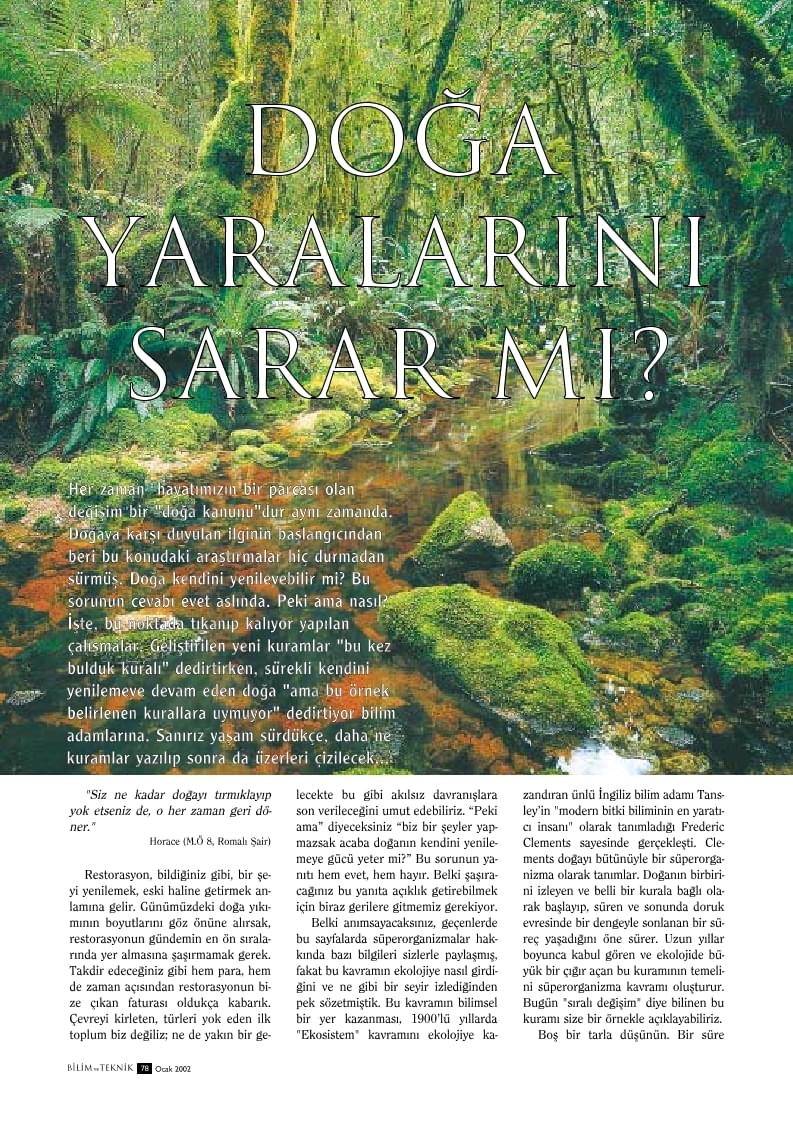 DOĞA
YARALARINI
SARAR MI?
Her zaman hayatımızın bir parçası olan
değişim bir "doğa kanunu"dur aynı zamanda.
Doğaya karşı duyulan ilginin başlangıcından
beri bu konudaki araştırmalar hiç durmadan
sürmüş. Doğa kendini yenileyebilir mi? Bu
sorunun cevabı evet aslında. Peki ama nasıl?
İşte, bu noktada tıkanıp kalıyor yapılan
çalışmalar. Geliştirilen yeni kuramlar "bu kez
bulduk kuralı" dedirtirken, sürekli kendini
yenilemeye devam eden doğa "ama bu örnek
belirlenen kurallara uymuyor" dedirtiyor bilim
adamlarına. Sanırız yaşam sürdükçe, daha ne
kuramlar yazılıp sonra da üzerleri çizilecek...
"Siz ne kadar doğayı tırmıklayıp
yok etseniz de, o her zaman geri dö-
ner."
Horace (M.Ö 8, Romalı Şair)
Restorasyon, bildiğiniz gibi, bir şe-
yi yenilemek, eski haline getirmek an-
lamına gelir. Günümüzdeki doğa yıkı-
mının boyutlarını göz önüne alırsak,
restorasyonun gündemin en ön sırala-
rında yer almasına şaşırmamak gerek.
Takdir edeceğiniz gibi hem para, hem
de zaman açısından restorasyonun bi-
ze çıkan faturası oldukça kabarık.
Çevreyi kirleten, türleri yok eden ilk
toplum biz değiliz; ne de yakın bir ge-
lecekte bu gibi akılsız davranışlara
son verileceğini umut edebiliriz. “Peki
ama” diyeceksiniz “biz bir şeyler yap-
mazsak acaba doğanın kendini yenile-
meye gücü yeter mi?” Bu sorunun ya-
nıtı hem evet, hem hayır. Belki şaşıra-
cağınız bu yanıta açıklık getirebilmek
için biraz gerilere gitmemiz gerekiyor.
Belki anımsayacaksınız, geçenlerde
bu sayfalarda süperorganizmalar hak-
kında bazı bilgileri sizlerle paylaşmış,
fakat bu kavramın ekolojiye nasıl girdi-
ğini ve ne gibi bir seyir izlediğinden
pek sözetmiştik. Bu kavramın bilimsel
bir yer kazanması, 1900’lü yıllarda
"Ekosistem" kavramını ekolojiye ka-
zandıran ünlü İngiliz bilim adamı Tans-
ley’in "modern bitki biliminin en yaratı-
cı insanı" olarak tanımladığı Frederic
Clements sayesinde gerçekleşti. Cle-
ments doğayı bütünüyle bir süperorga-
nizma olarak tanımlar. Doğanın birbiri-
ni izleyen ve belli bir kurala bağlı ola-
rak başlayıp, süren ve sonunda doruk
evresinde bir dengeyle sonlanan bir sü-
reç yaşadığını öne sürer. Uzun yıllar
boyunca kabul gören ve ekolojide bü-
yük bir çığır açan bu kuramının temeli-
ni süperorganizma kavramı oluşturur.
Bugün "sıralı değişim" diye bilinen bu
kuramı size bir örnekle açıklayabiliriz.
Boş bir tarla düşünün. Bir süre
BİLİM ve TEKNİK 78 Ocak 2002